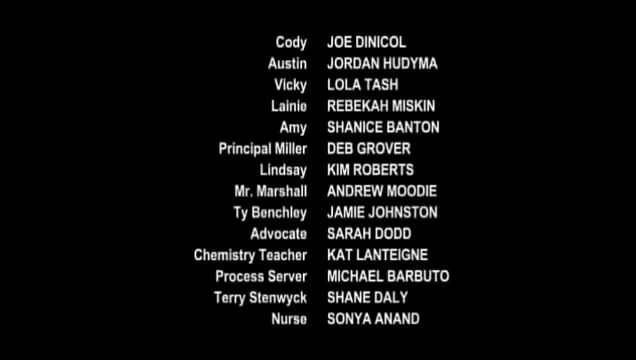 Cody JOE DINICOL
Austin JORDAN HUDYMA
Vicky LOLA TASH
Lainie REBEKAH MISKIN
Amy SHANICE BANTON
Principal Miller DEB GROVER
Lindsay KIM ROBERTS
Mr. Marshall ANDREW MOODIE
Ty Benchley JAMIE JOHNSTON
Advocate SARAH DODD
Chemistry Teacher KAT LANTEIGNE
Process Server MICHAEL BARBUTO
Terry Stenwyck SHANE DALY
Nurse SONYA ANAND